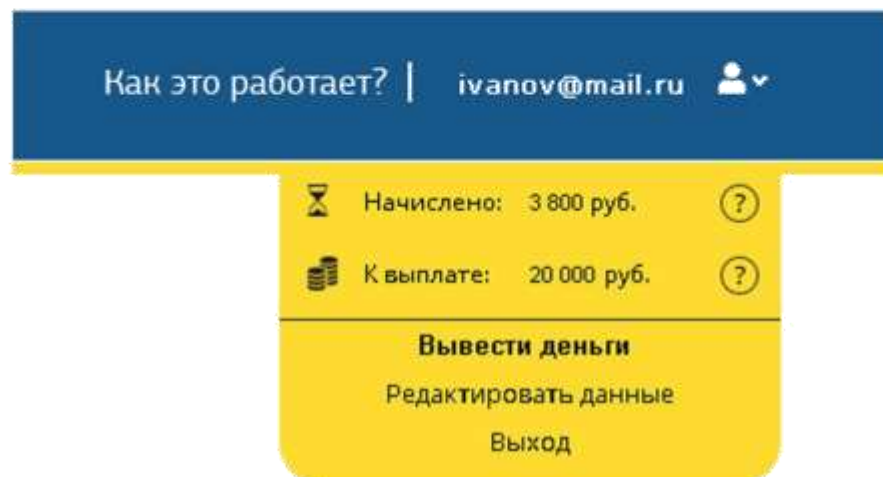 Как это работает? | ivanov@mail.ru
Начислено: 3 800 руб. ?
К выплате: 20 000 руб. ?
Вывести деньги
Редактировать данные
Выход